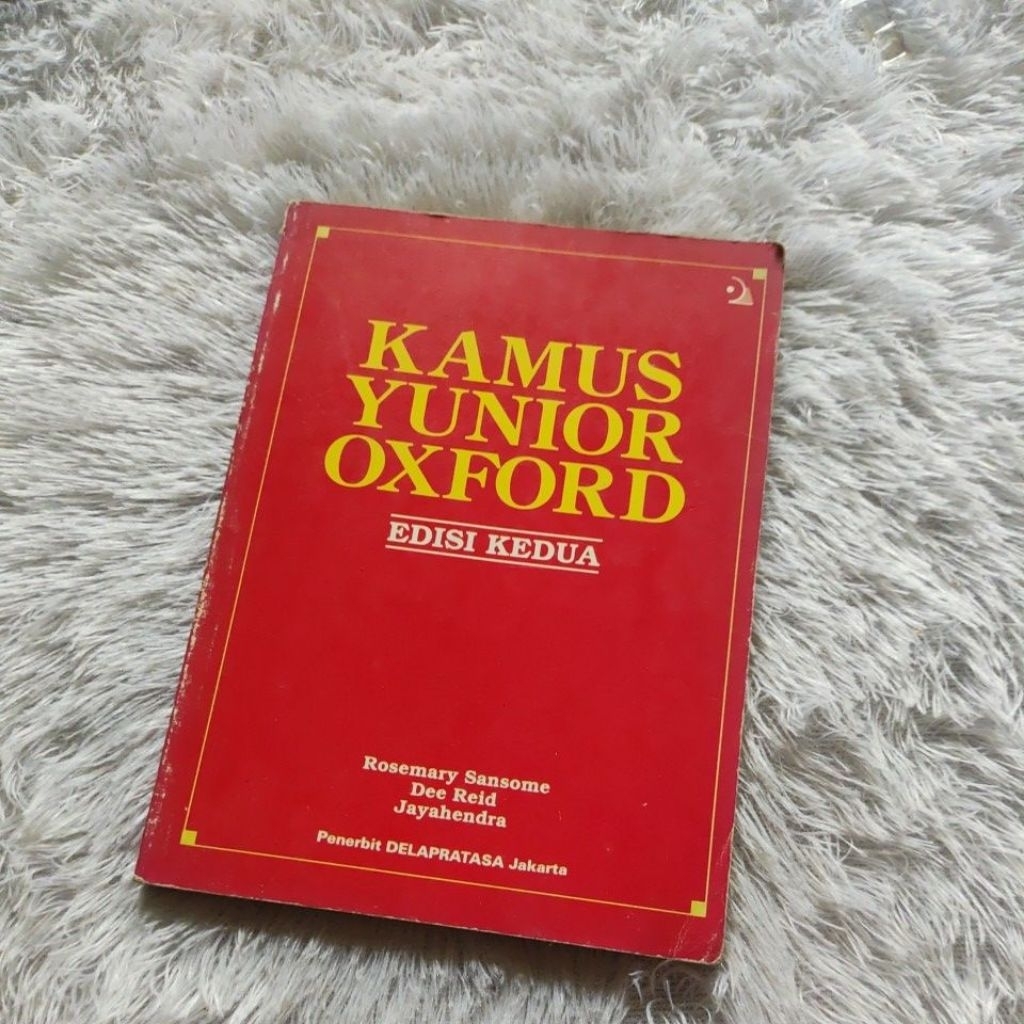 KAMUS
YUNIOR
OXFORD
EDISI KEDUA
Rosemary Sansome
Dee Reid
Jayahendra
Penerbit DELAPRATASA Jakarta